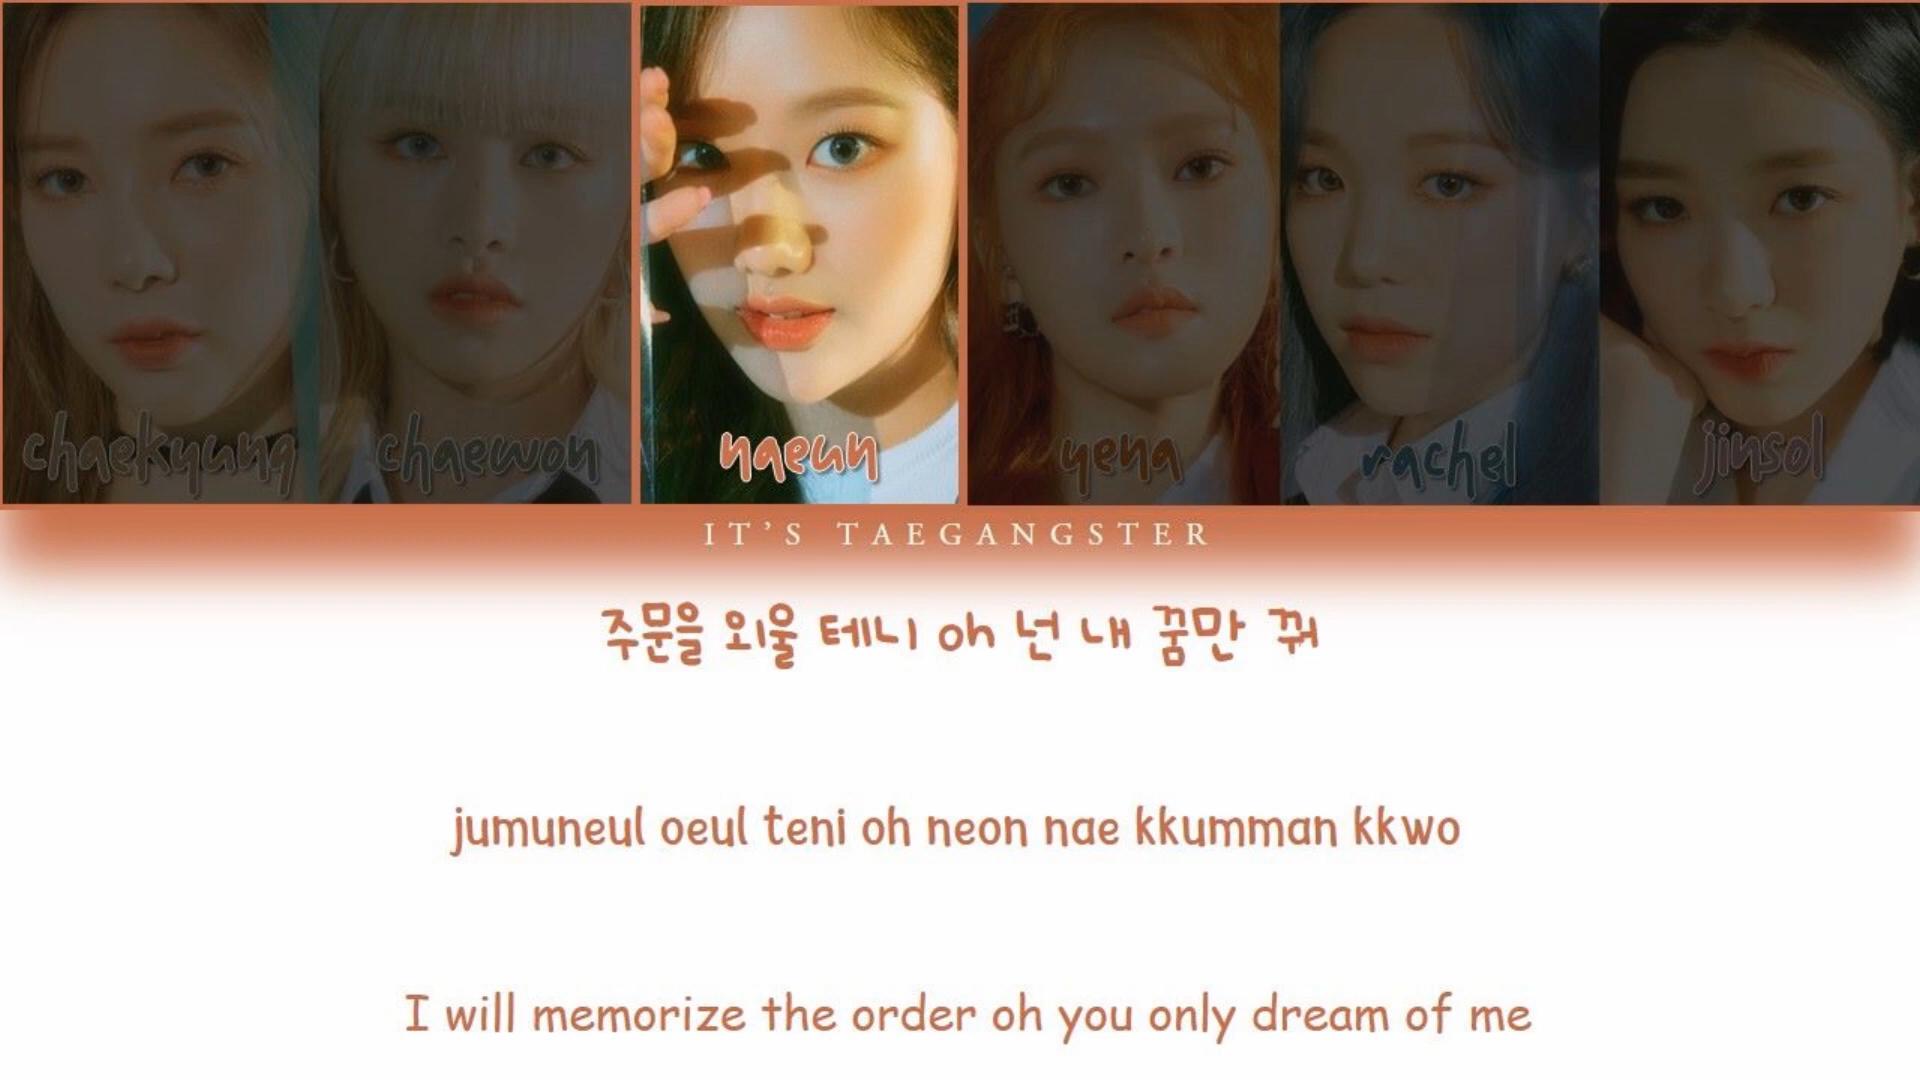 chaekyung chaewon naeun yena rachel jinsol
IT'S TAEGANGSTER
주문을 외울 테니 oh 넌 내 꿈만 꿔
jumuneul oeul teni oh neon nae kkumman kkwo
I will memorize the order oh you only dream of me